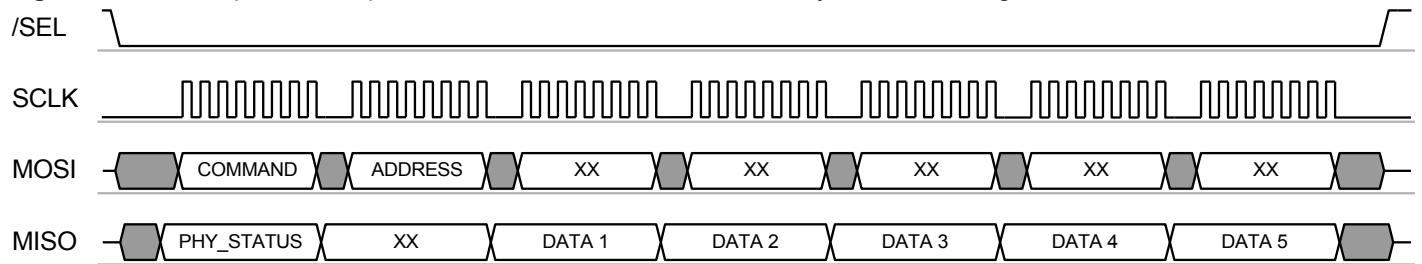 /SEL
SCLK
MOSI COMMAND ADDRESS XX XX XX XX XX
MISO PHY_STATUS XX DATA 1 DATA 2 DATA 3 DATA 4 DATA 5